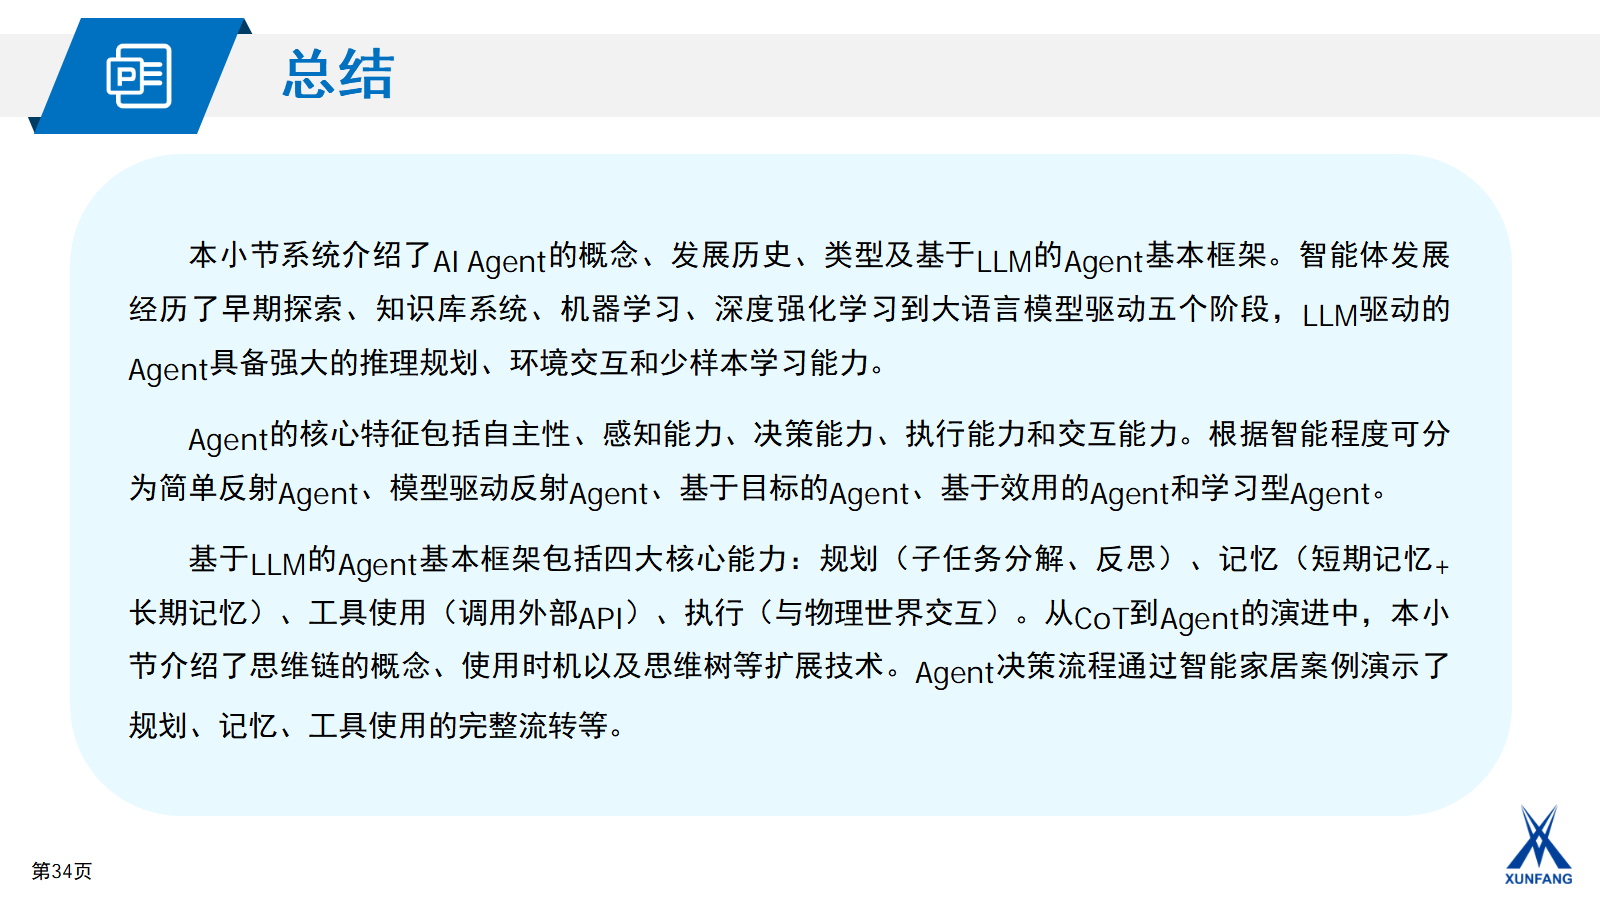 总结
本小节系统介绍了AI Agent的概念、发展历史、类型及基于LLM的Agent基本框架。智能体发展
经历了早期探索、知识库系统、机器学习、深度强化学习到大语言模型驱动五个阶段，LLM驱动的
Agent具备强大的推理规划、环境交互和少样本学习能力。
Agent的核心特征包括自主性、感知能力、决策能力、执行能力和交互能力。根据智能程度可分
为简单反射Agent、模型驱动反射Agent、基于目标的Agent、基于效用的Agent和学习型Agent。
基于LLM的Agent基本框架包括四大核心能力：规划（子任务分解、反思）、记忆（短期记忆+
长期记忆）、工具使用（调用外部API）、执行（与物理世界交互）。从CoT到Agent的演进中，本小
节介绍了思维链的概念、使用时机以及思维树等扩展技术。Agent决策流程通过智能家居案例演示了
规划、记忆、工具使用的完整流转等。
第34页
XUNFANG